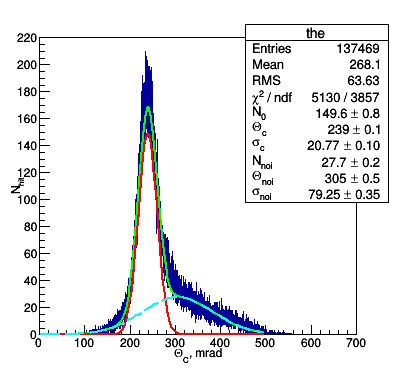 the
Entries 137469
Mean 268.1
RMS 63.63
χ² / ndf 5130 / 3857
N₀ 149.6 ± 0.8
Θc 239 ± 0.1
σc 20.77 ± 0.10
Nnoi 27.7 ± 0.2
Θnoi 305 ± 0.5
σnoi 79.25 ± 0.35
220
200
180
160
140
120
100
80
60
40
20
0
Nhit
0 100 200 300 400 500 600 700
Θc, mrad